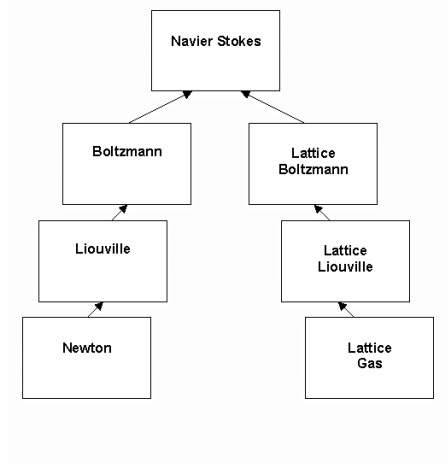 Navier Stokes
Boltzmann
Lattice
Boltzmann
Liouville
Lattice
Liouville
Newton
Lattice
Gas